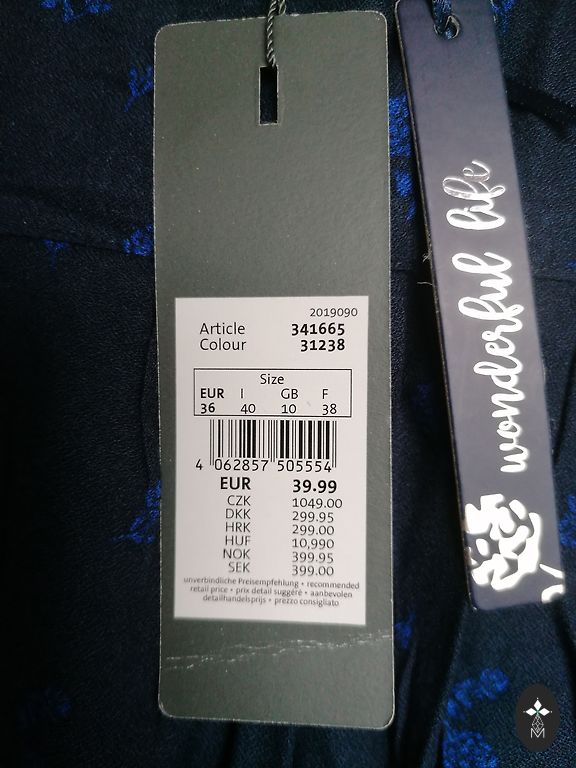 2019090
Article 341665
Colour 31238
Size
EUR I GB F
36 40 10 38
4 062857 505554
EUR 39.99
CZK 1049.00
DKK 299.95
HRK 299.00
HUF 10,990
NOK 399.95
SEK 399.00
unverbindliche Preisempfehlung • recommended
retail price • prix detail suggéré • aanbevolen
detailhandelsprijs • prezzo consigliato
wonderful life
M